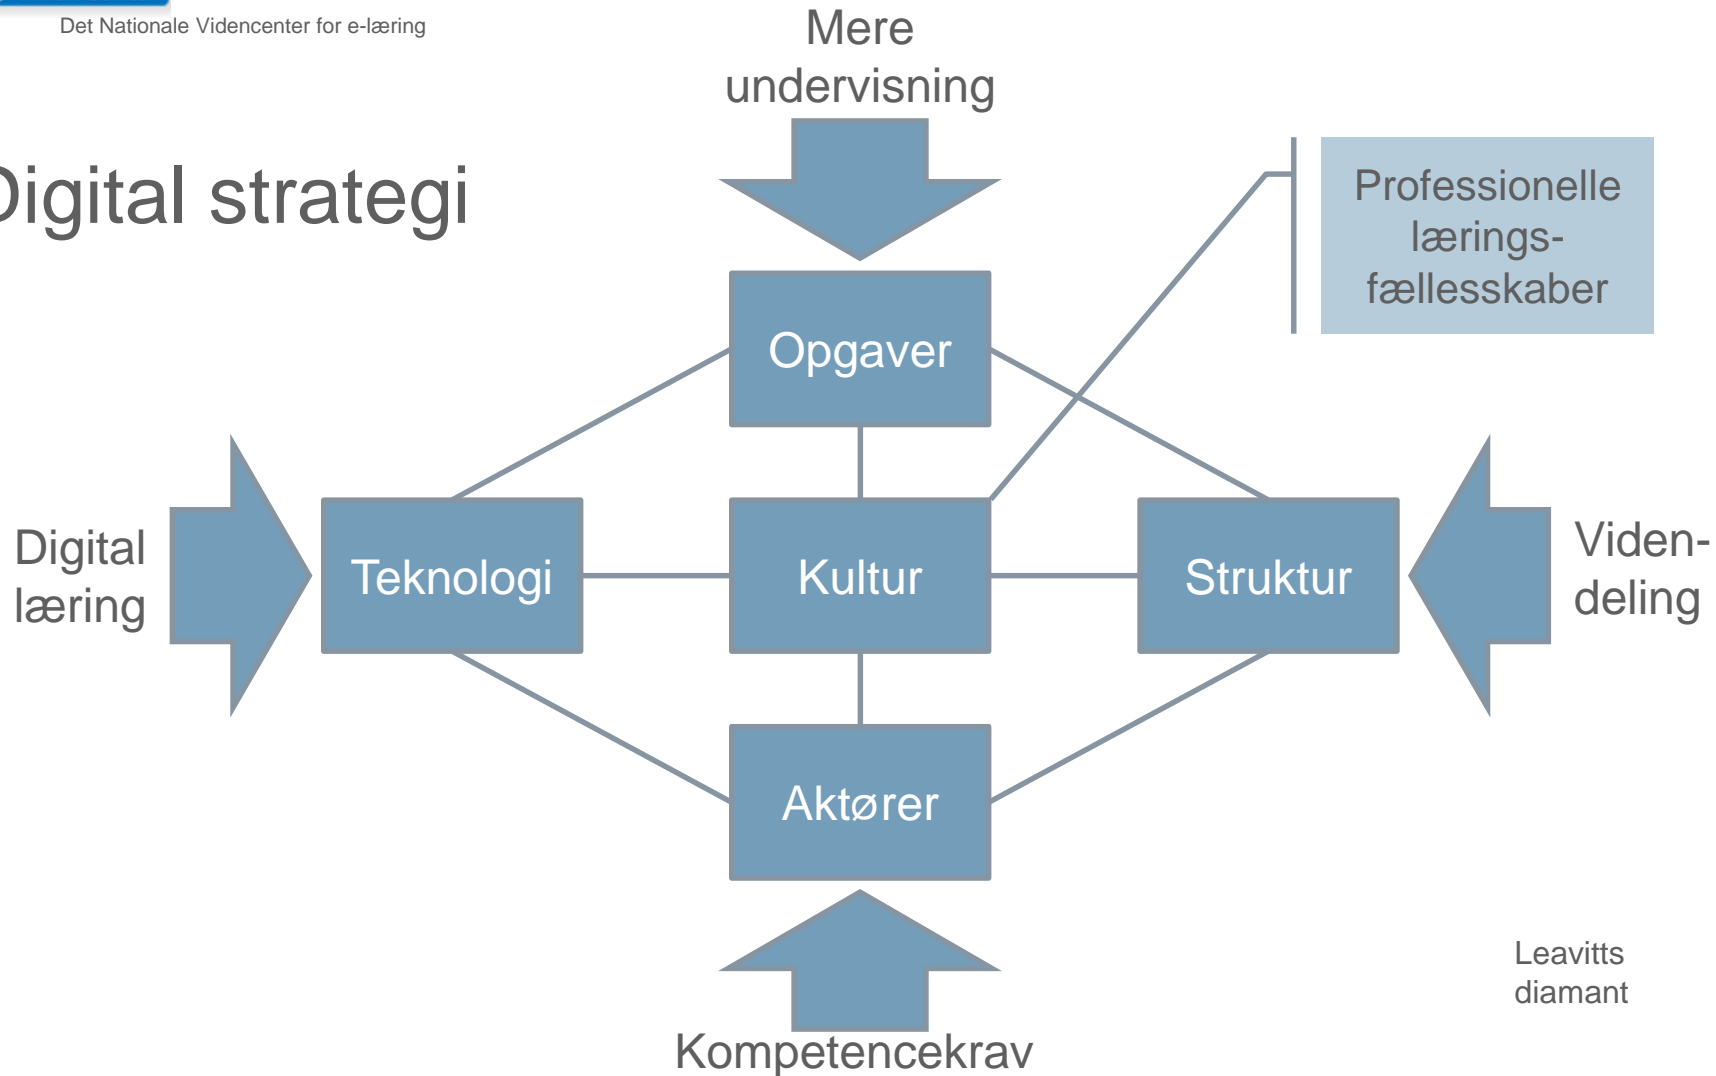 Det Nationale Videncenter for e-læring
Mere
undervisning
Digital strategi
Professionelle
lærings-
fællesskaber
Opgaver
Digital
læring
Teknologi
Kultur
Struktur
Viden-
deling
Aktører
Leavitts
diamant
Kompetencekrav